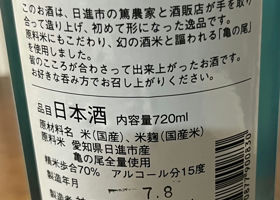 このお酒は、日進市の篤農家と酒販店が手を取り
合って造り上げ、初めて形になった逸品です。
原料米にもこだわり、幻の酒米と謳われる「亀の尾」
を使用しました。
皆のこころが合わさって出来上がったお酒です。
お好きな呑み方でお召し上がりください。
品目 日本酒 内容量720ml
原材料名 米(国産)、米麹(国産米)
原料米 愛知県日進市産
亀の尾全量使用
精米歩合70% アルコール分15度
製造年月 7.8
製造者
0877 900830